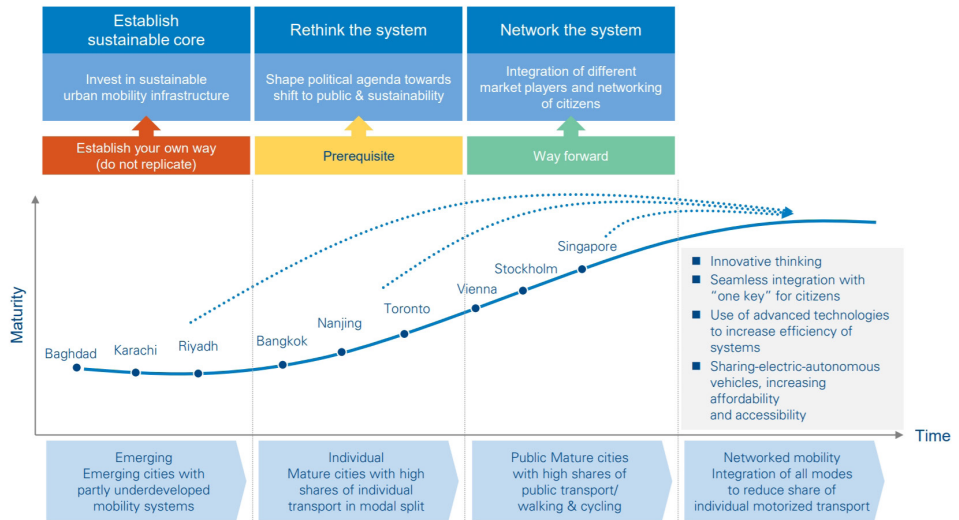 Establish
sustainable core
Rethink the system
Network the system
Invest in sustainable
urban mobility infrastructure
Shape political agenda towards
shift to public & sustainability
Integration of different
market players and networking
of citizens
Establish your own way
(do not replicate)
Prerequisite
Way forward
Maturity
Baghdad
Karachi
Riyadh
Bangkok
Nanjing
Toronto
Vienna
Stockholm
Singapore
■ Innovative thinking
■ Seamless integration with
"one key" for citizens
■ Use of advanced technologies
to increase efficiency of
systems
■ Sharing-electric-autonomous
vehicles, increasing
affordability
and accessibility
Time
Emerging
Emerging cities with
partly underdeveloped
mobility systems
Individual
Mature cities with high
shares of individual
transport in modal split
Public Mature cities
with high shares of
public transport/
walking & cycling
Networked mobility
Integration of all modes
to reduce share of
individual motorized transport